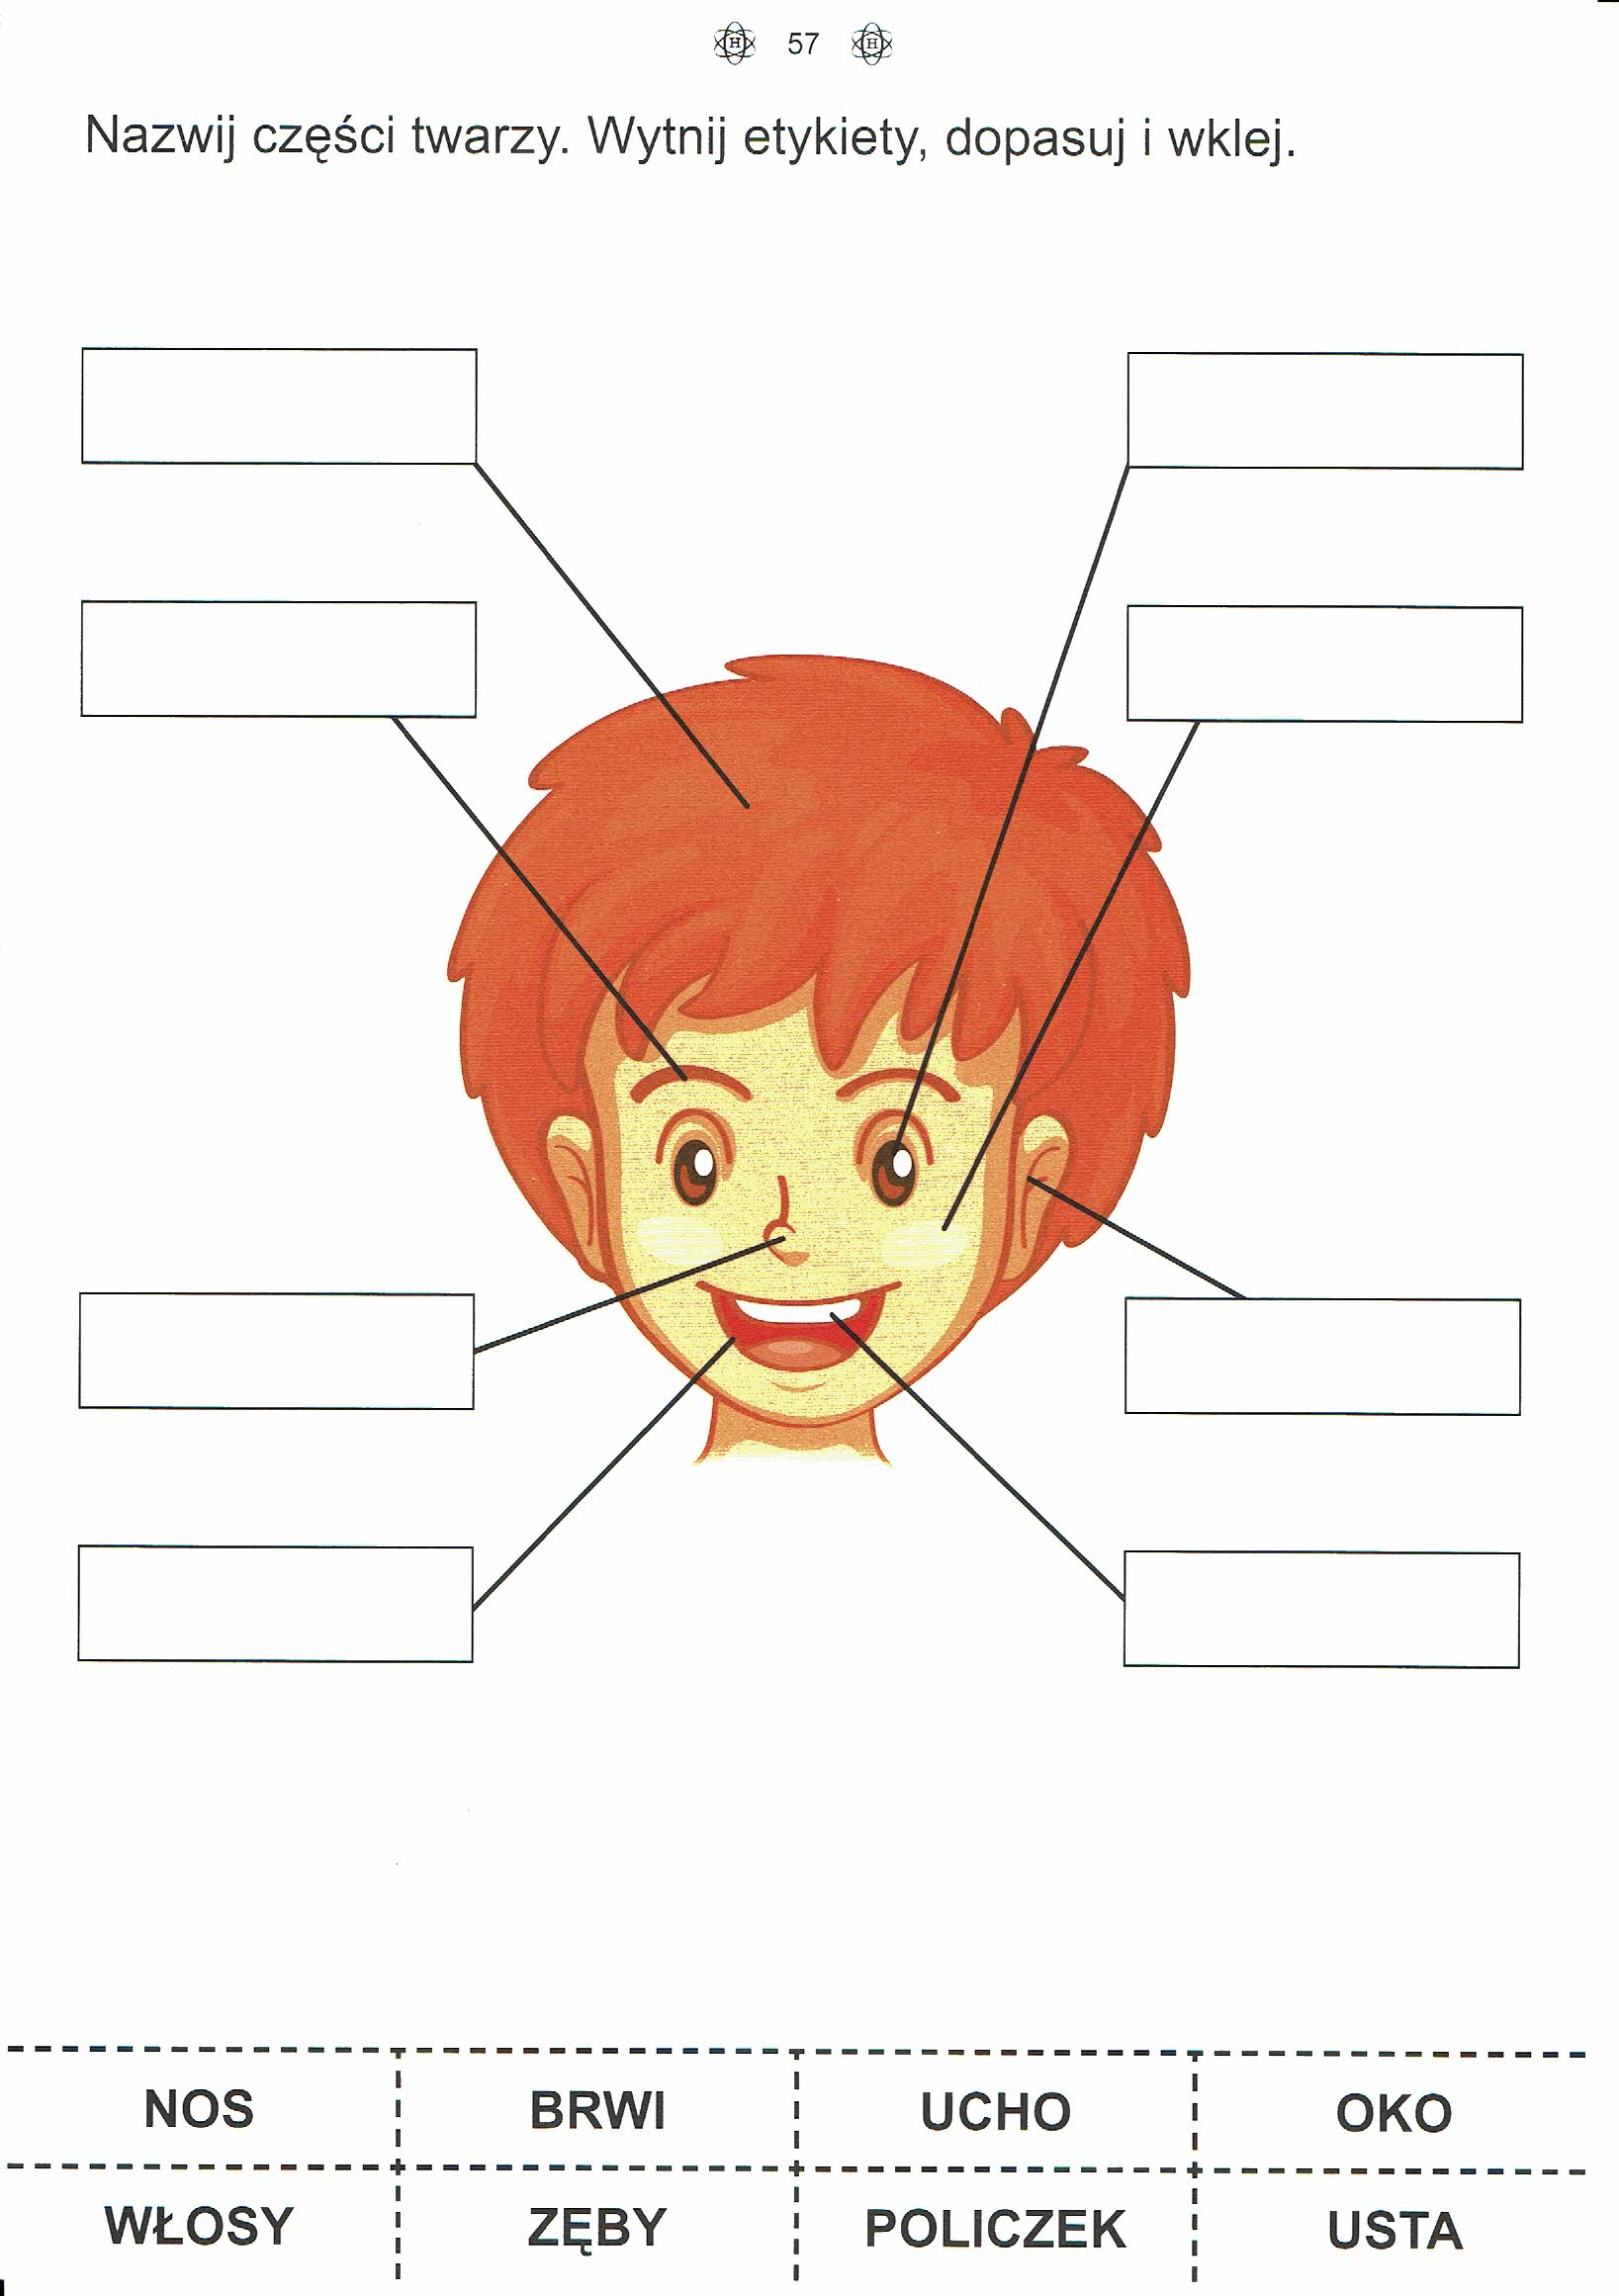 57
Nazwij części twarzy. Wytnij etykiety, dopasuj i wklej.
NOS BRWI UCHO OKO
WŁOSY ZĘBY POLICZEK USTA